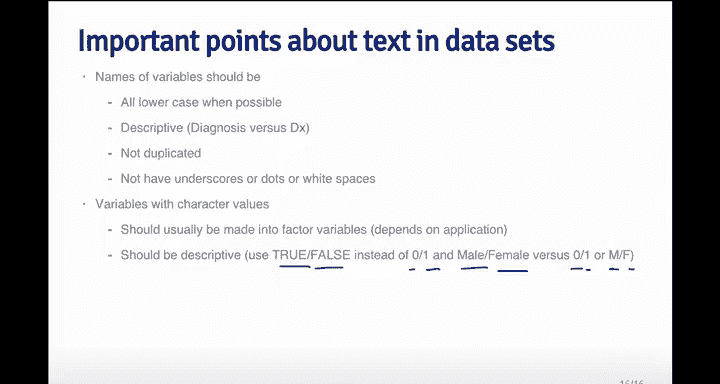 Important points about text in data sets
· Names of variables should be
- All lower case when possible
- Descriptive (Diagnosis versus Dx)
- Not duplicated
- Not have underscores or dots or white spaces
· Variables with character values
- Should usually be made into factor variables (depends on application)
- Should be descriptive (use TRUE/FALSE instead of 0/1 and Male/Female versus 0/1 or M/F)
16/16